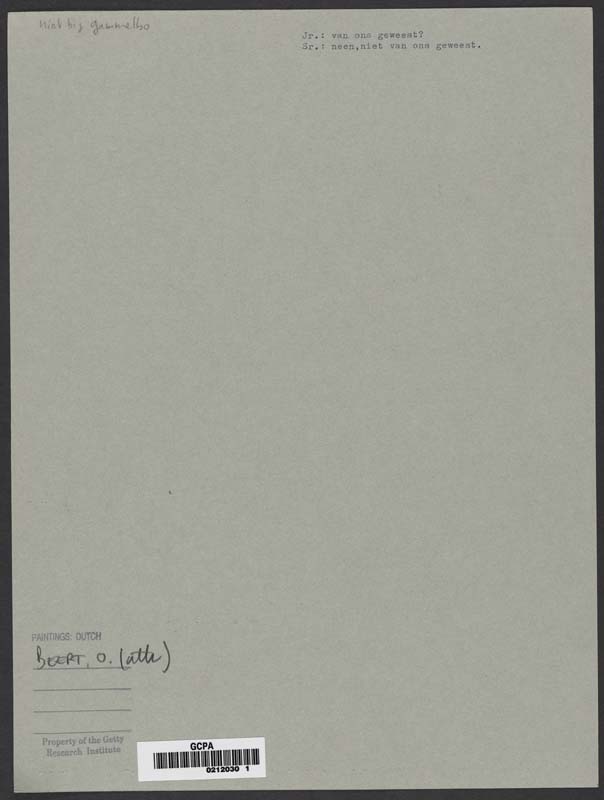 niet bij Gammelbo
Jr.: van ons geweest?
Sr.: neen,niet van ons geweest.
PAINTINGS: DUTCH
BEERT, O. (attr)
Property of the Getty
Research Institute
GCPA
0212030 1